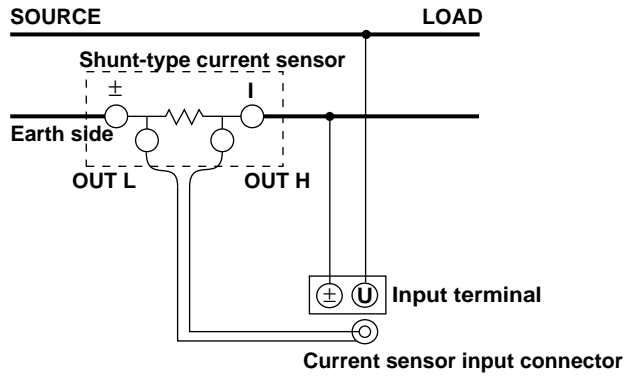 SOURCE LOAD
Shunt-type current sensor
± I
Earth side
OUT L OUT H
± U Input terminal
Current sensor input connector